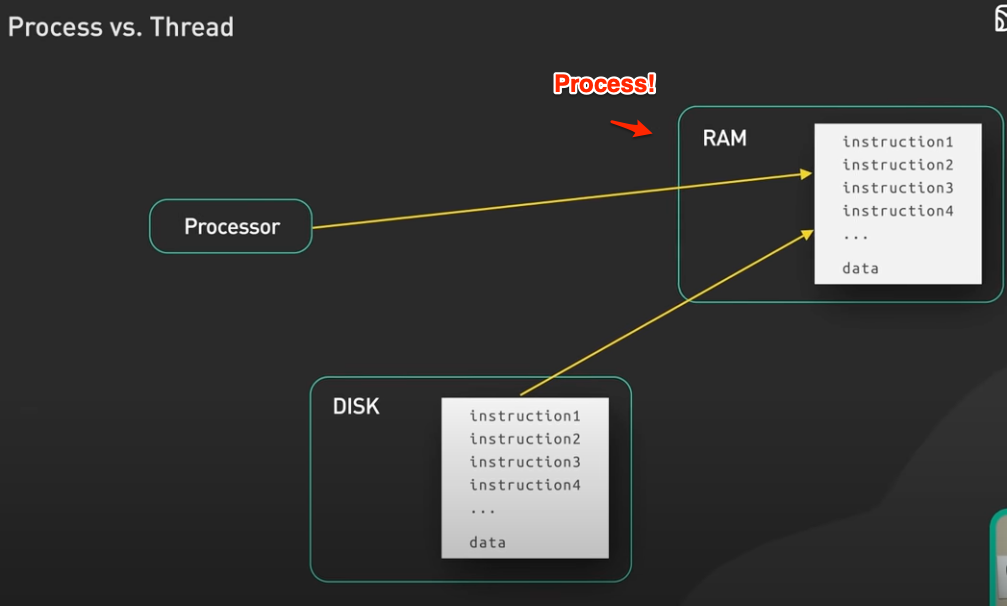 Process vs. Thread
Process!
RAM
instruction1
instruction2
instruction3
instruction4
...
data
Processor
DISK
instruction1
instruction2
instruction3
instruction4
...
data